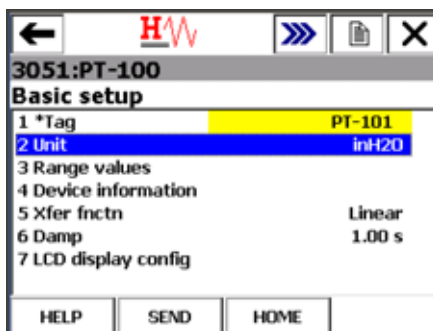 H
3051:PT-100
Basic setup
1 *Tag PT-101
2 Unit inH2O
3 Range values
4 Device information
5 Xfer fnctn Linear
6 Damp 1.00 s
7 LCD display config
HELP SEND HOME